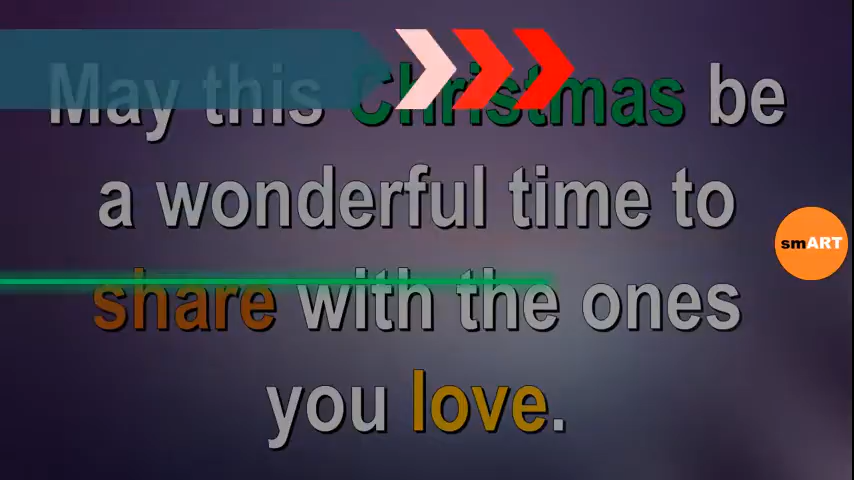 May this Christmas be
a wonderful time to
share with the ones
you love.
smART